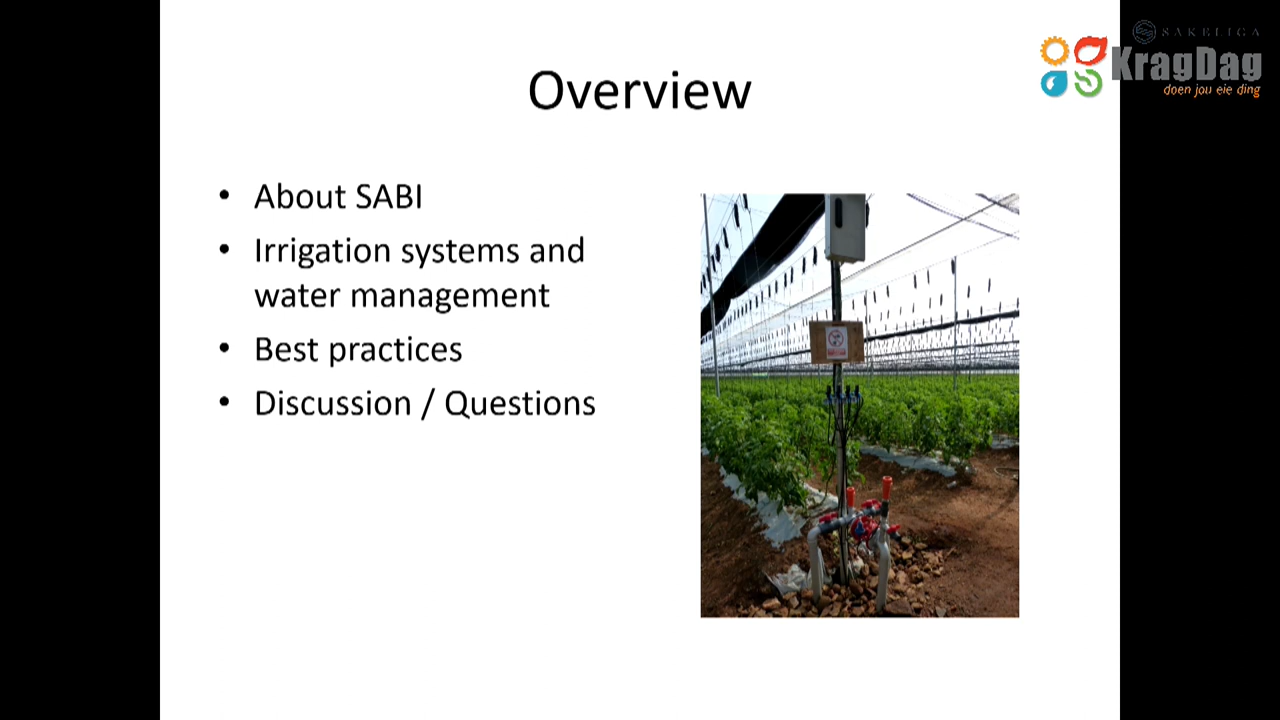 SAKELIGA
KragDag
doen jou eie ding
Overview
• About SABI
• Irrigation systems and
water management
• Best practices
• Discussion / Questions